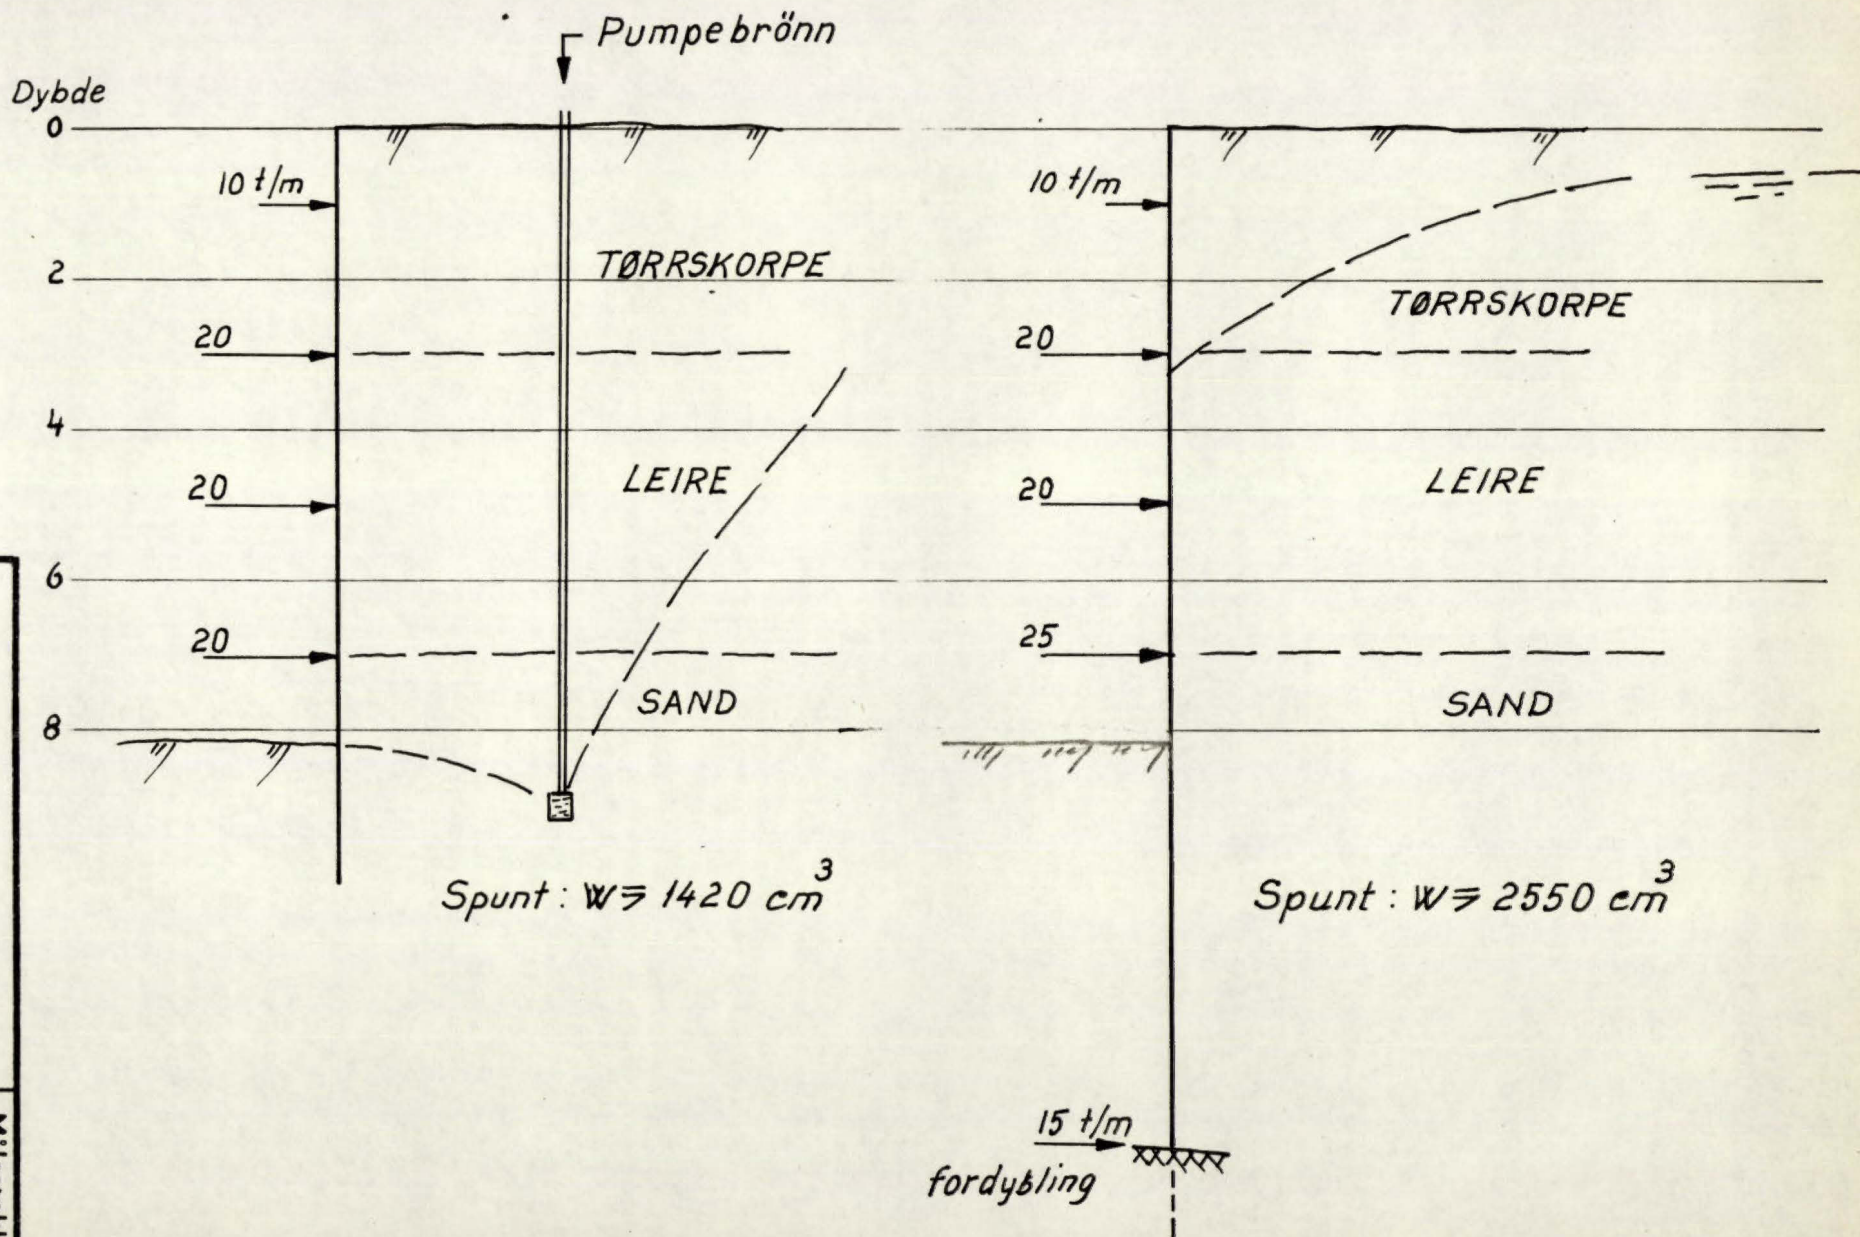 Pumpebrönn
Dybde
0
10 t/m
TØRRSKORPE
2
20
4
LEIRE
20
6
20
SAND
8
Spunt: W ⩾ 1420 cm³
10 t/m
TØRRSKORPE
20
LEIRE
20
25
SAND
Spunt: W ⩾ 2550 cm³
15 t/m
fordybling